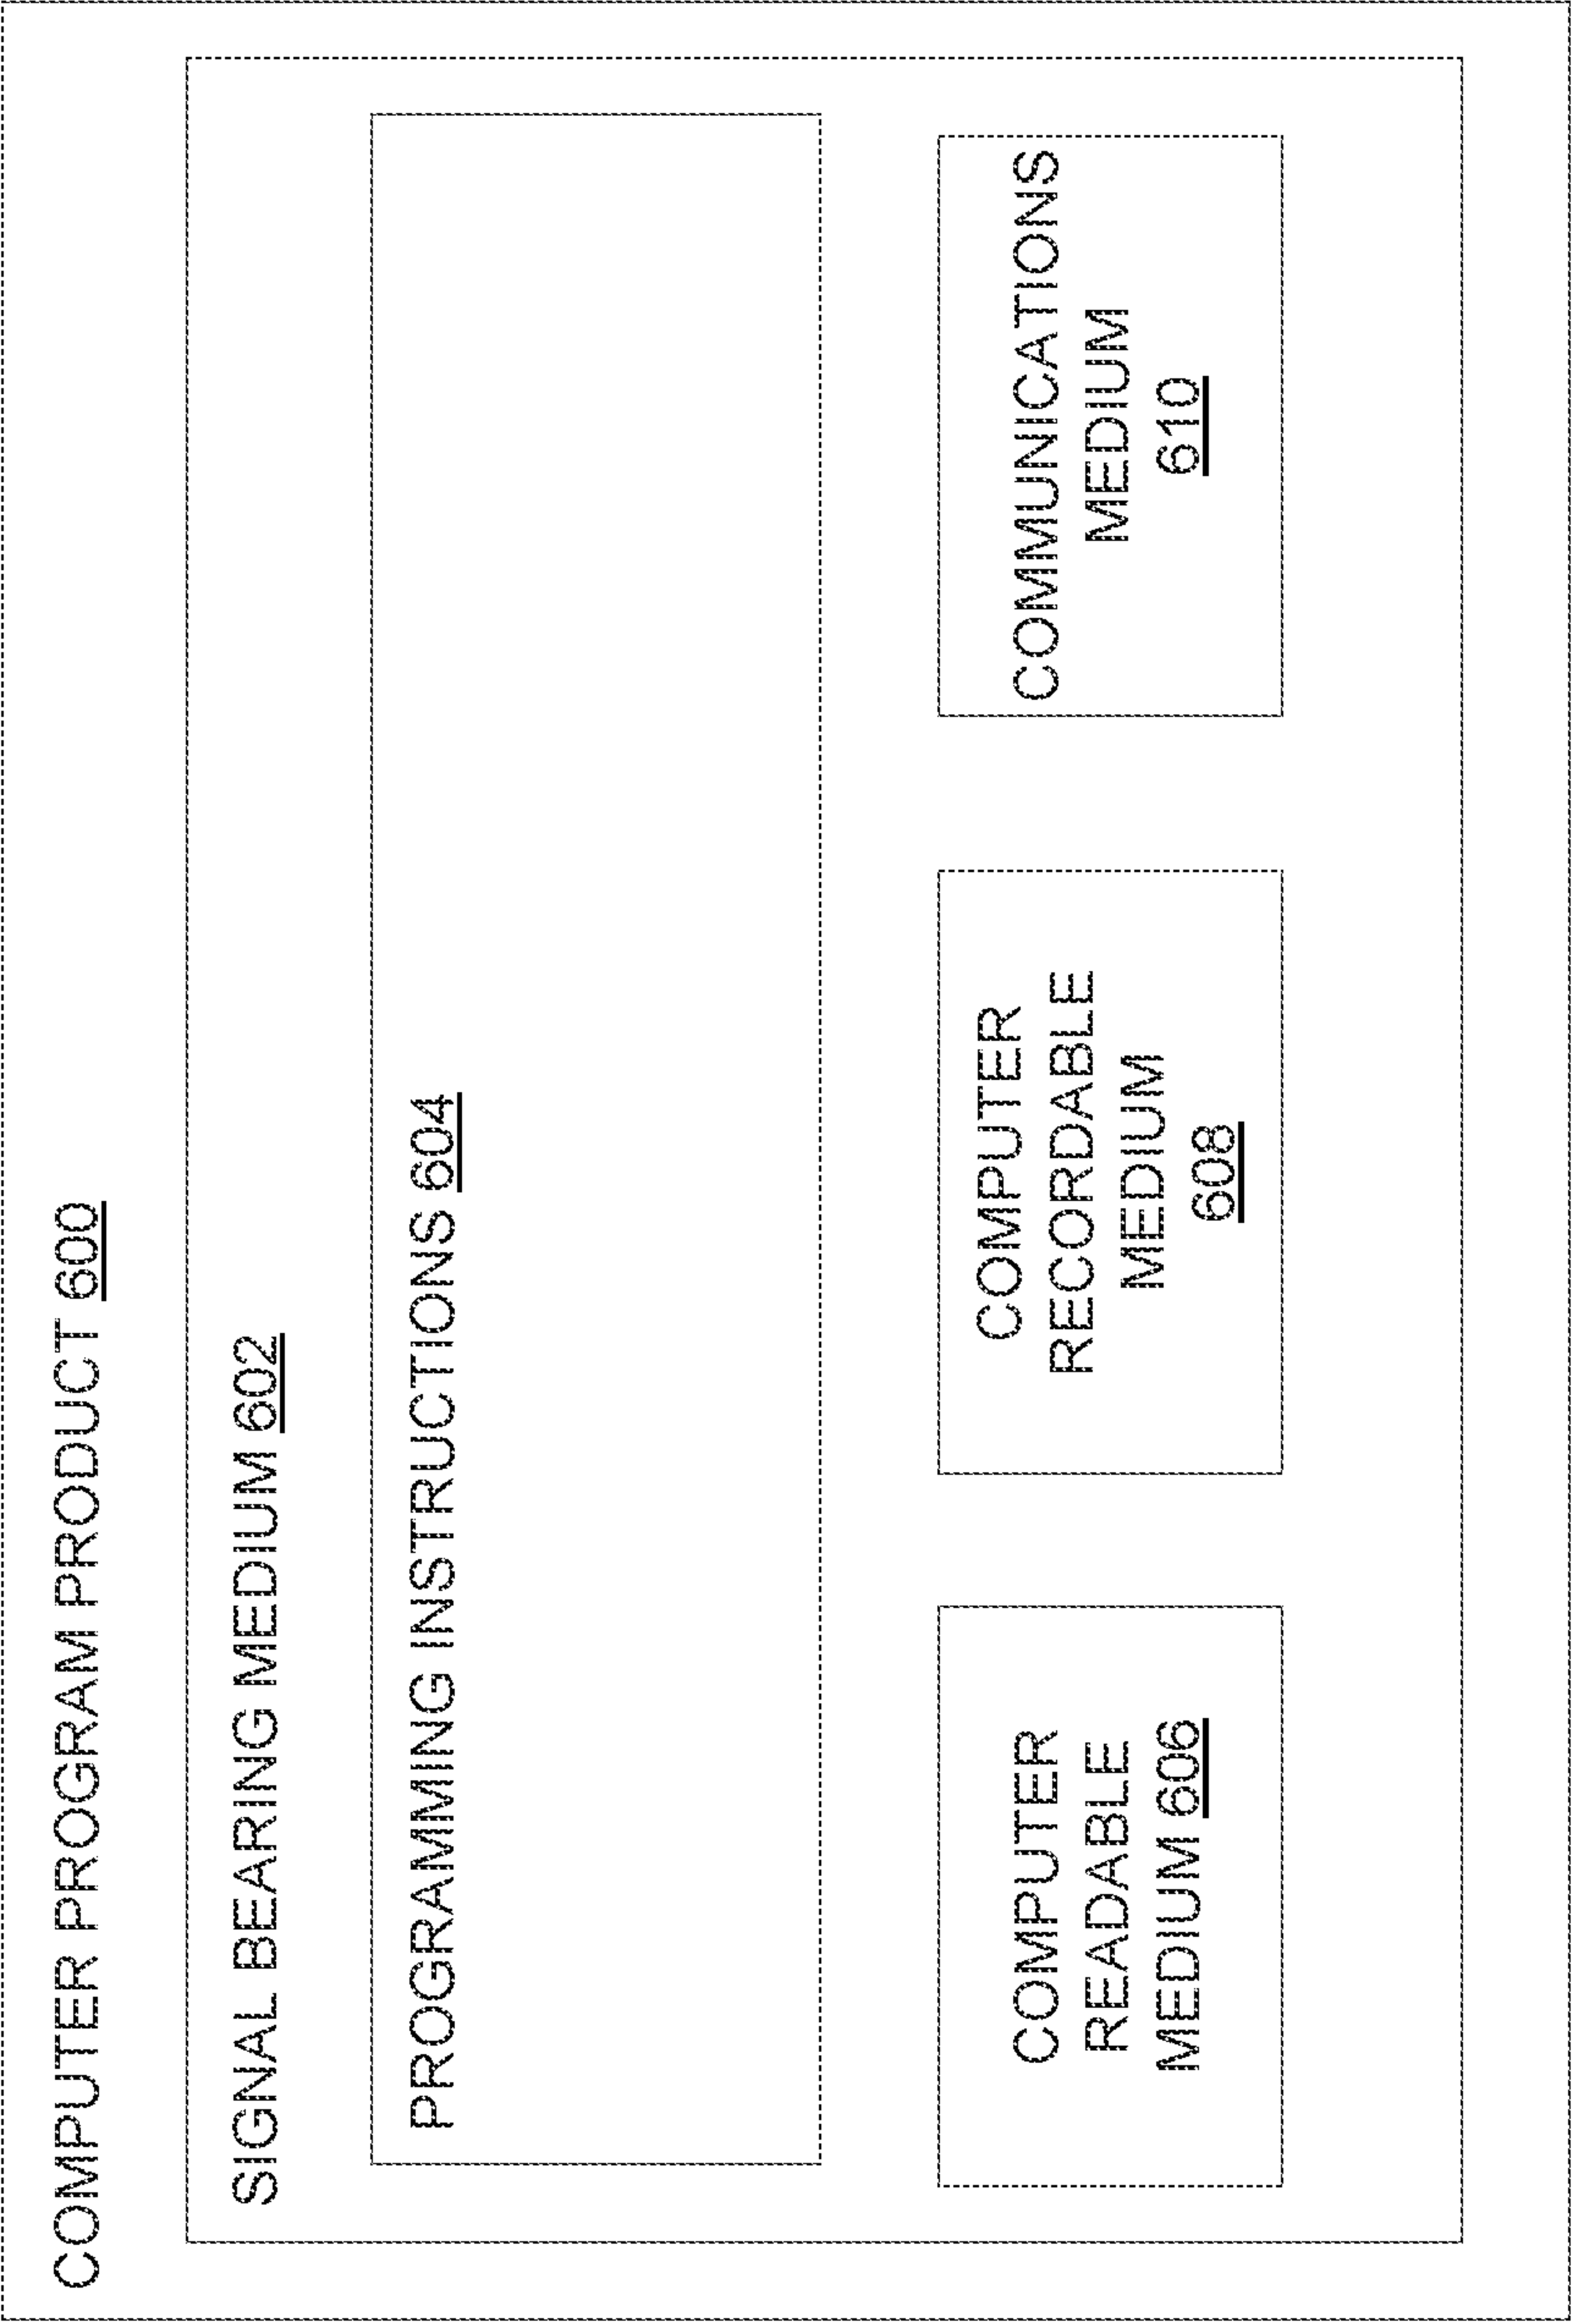 COMPUTER PROGRAM PRODUCT 600
SIGNAL BEARING MEDIUM 602
PROGRAMMING INSTRUCTIONS 604
COMPUTER
READABLE
MEDIUM 606
COMPUTER
RECORDABLE
MEDIUM
608
COMMUNICATIONS
MEDIUM
610